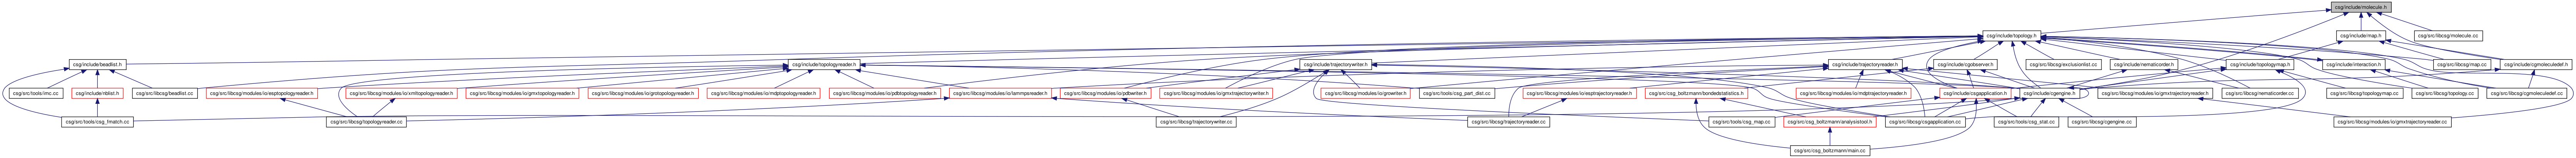 csg/include/molecule.h
csg/include/topology.h
csg/include/map.h
csg/src/libcsg/molecule.cc
csg/include/beadlist.h
csg/include/topologyreader.h
csg/include/trajectorywriter.h
csg/include/trajectoryreader.h
csg/include/cgobserver.h
csg/src/libcsg/exclusionlist.cc
csg/include/nematicorder.h
csg/include/topologymap.h
csg/include/interaction.h
csg/src/libcsg/map.cc
csg/include/cgmoleculedef.h
csg/src/tools/imc.cc
csg/include/nblist.h
csg/src/libcsg/beadlist.cc
csg/src/libcsg/modules/io/esptopologyreader.h
csg/src/libcsg/modules/io/xmltopologyreader.h
csg/src/libcsg/modules/io/gmxtopologyreader.h
csg/src/libcsg/modules/io/grotopologyreader.h
csg/src/libcsg/modules/io/mdptopologyreader.h
csg/src/libcsg/modules/io/pdbtopologyreader.h
csg/src/libcsg/modules/io/lammpsreader.h
csg/src/libcsg/modules/io/pdbwriter.h
csg/src/libcsg/modules/io/gmxtrajectorywriter.h
csg/src/libcsg/modules/io/growriter.h
csg/src/tools/csg_part_dist.cc
csg/src/libcsg/modules/io/esptrajectoryreader.h
csg/src/csg_boltzmann/bondedstatistics.h
csg/src/libcsg/modules/io/mdptrajectoryreader.h
csg/include/csgapplication.h
csg/include/cgengine.h
csg/src/libcsg/modules/io/gmxtrajectoryreader.h
csg/src/libcsg/nematicorder.cc
csg/src/libcsg/topologymap.cc
csg/src/libcsg/topology.cc
csg/src/libcsg/cgmoleculedef.cc
csg/src/tools/csg_fmatch.cc
csg/src/libcsg/topologyreader.cc
csg/src/libcsg/trajectorywriter.cc
csg/src/libcsg/trajectoryreader.cc
csg/src/tools/csg_map.cc
csg/src/csg_boltzmann/analysistool.h
csg/src/libcsg/csgapplication.cc
csg/src/tools/csg_stat.cc
csg/src/libcsg/cgengine.cc
csg/src/libcsg/modules/io/gmxtrajectoryreader.cc
csg/src/csg_boltzmann/main.cc